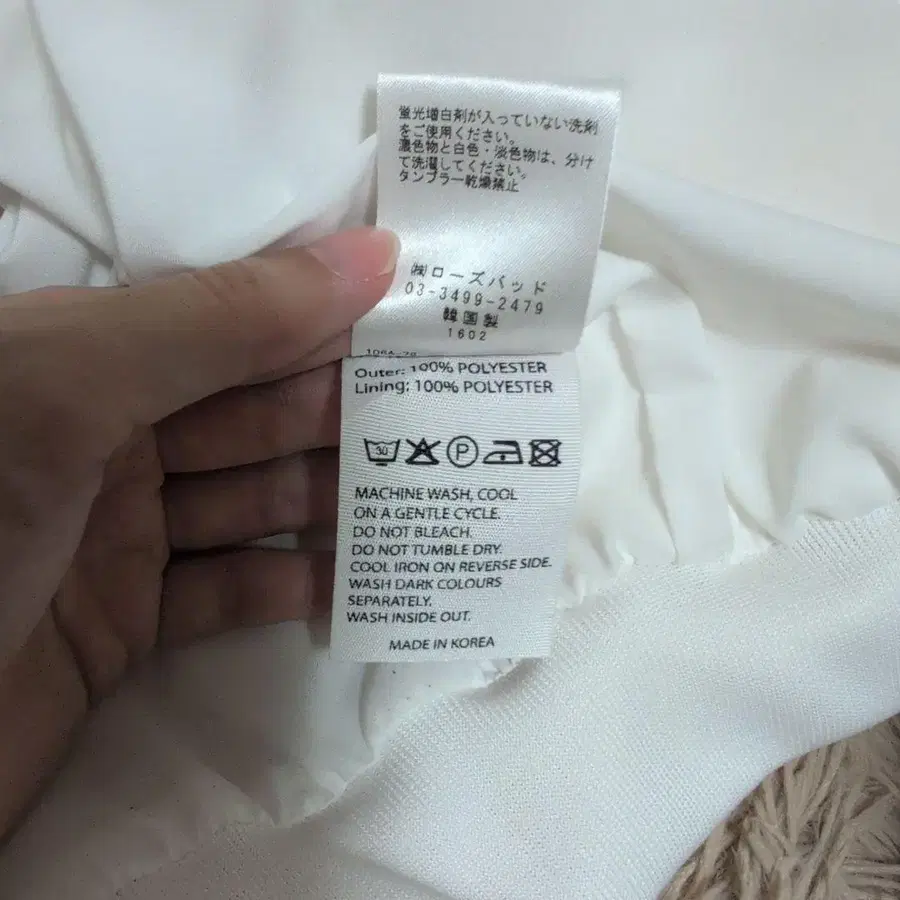 蛍光増白剤が入っていない洗剤
をご使用ください。
濃色物と白色・淡色物は、分け
て洗濯してください。
タンブラー乾燥禁止
㈱ローズバッド
03-3499-2479
韓国製
1602
Outer: 100% POLYESTER
Lining: 100% POLYESTER
30
P
MACHINE WASH, COOL
ON A GENTLE CYCLE.
DO NOT BLEACH.
DO NOT TUMBLE DRY.
COOL IRON ON REVERSE SIDE.
WASH DARK COLOURS
SEPARATELY.
WASH INSIDE OUT.
MADE IN KOREA